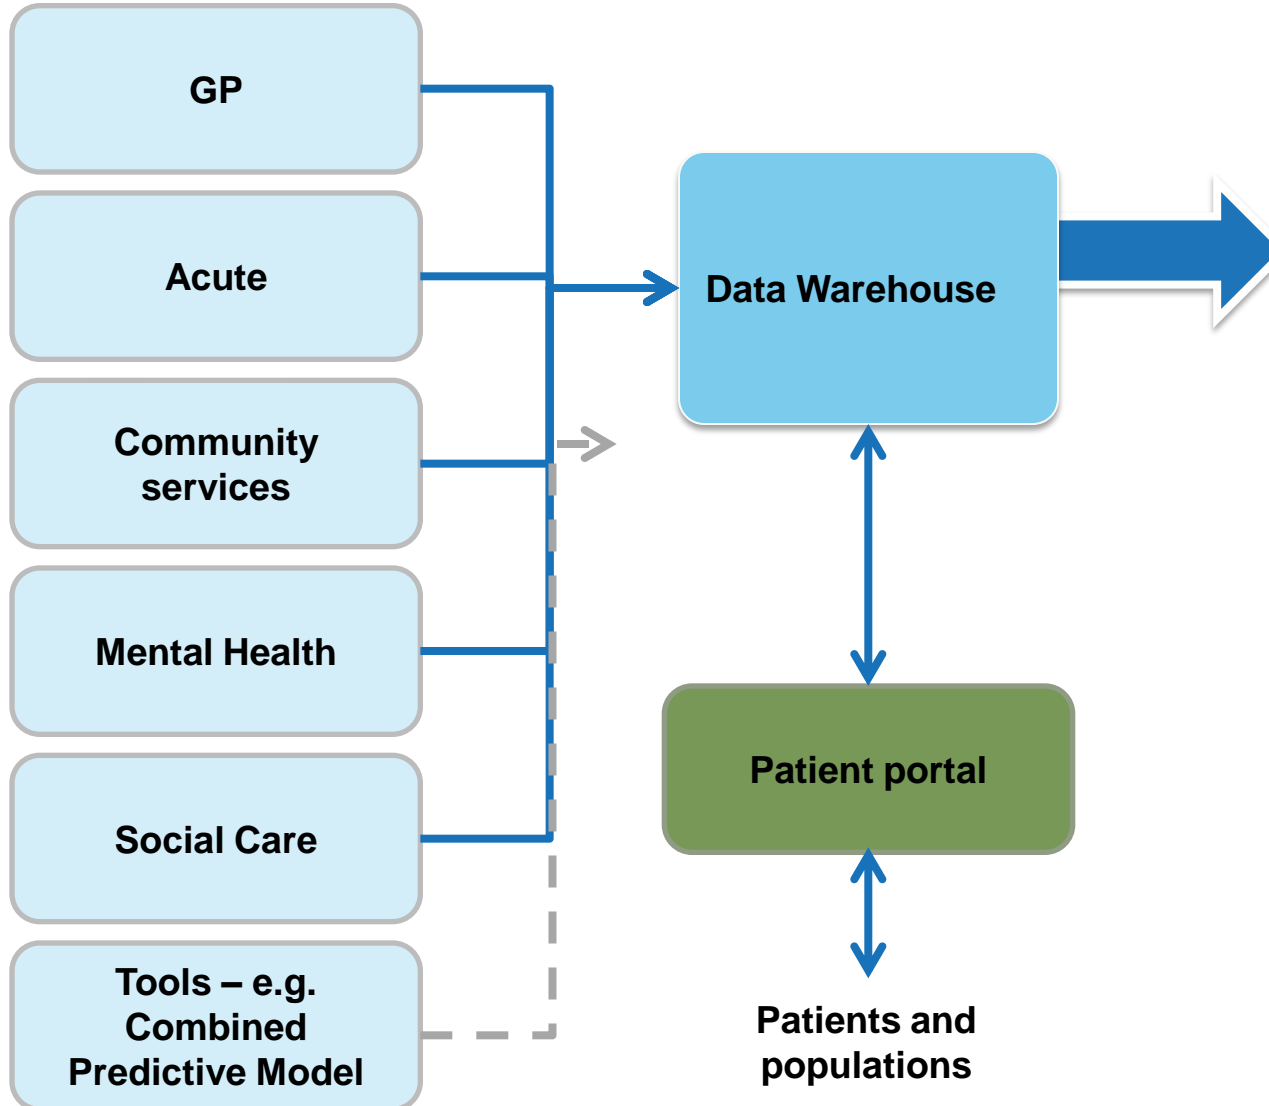 GP
Acute
Community
services
Mental Health
Social Care
Tools – e.g.
Combined
Predictive Model
Data Warehouse
Patient portal
Patients and
populations